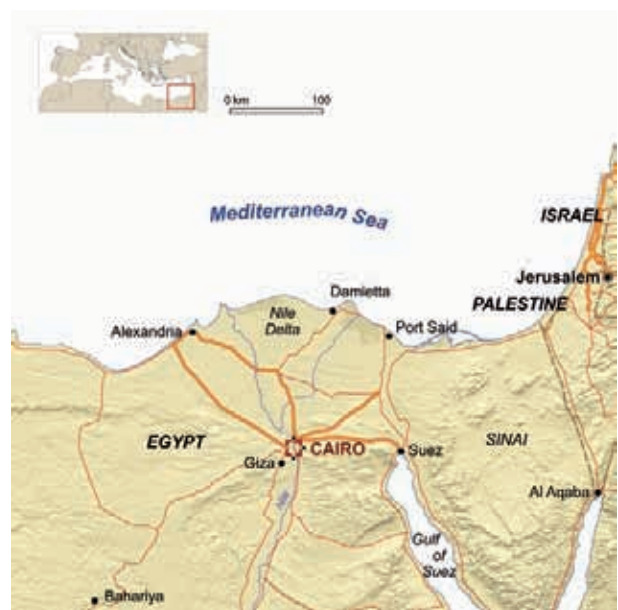 0 km 100
Mediterranean Sea
ISRAEL
Jerusalem
PALESTINE
Damietta
Nile
Delta
Alexandria
Port Said
EGYPT
CAIRO
Giza
Suez
SINAI
Al Aqaba
Gulf
of
Suez
Bahariya